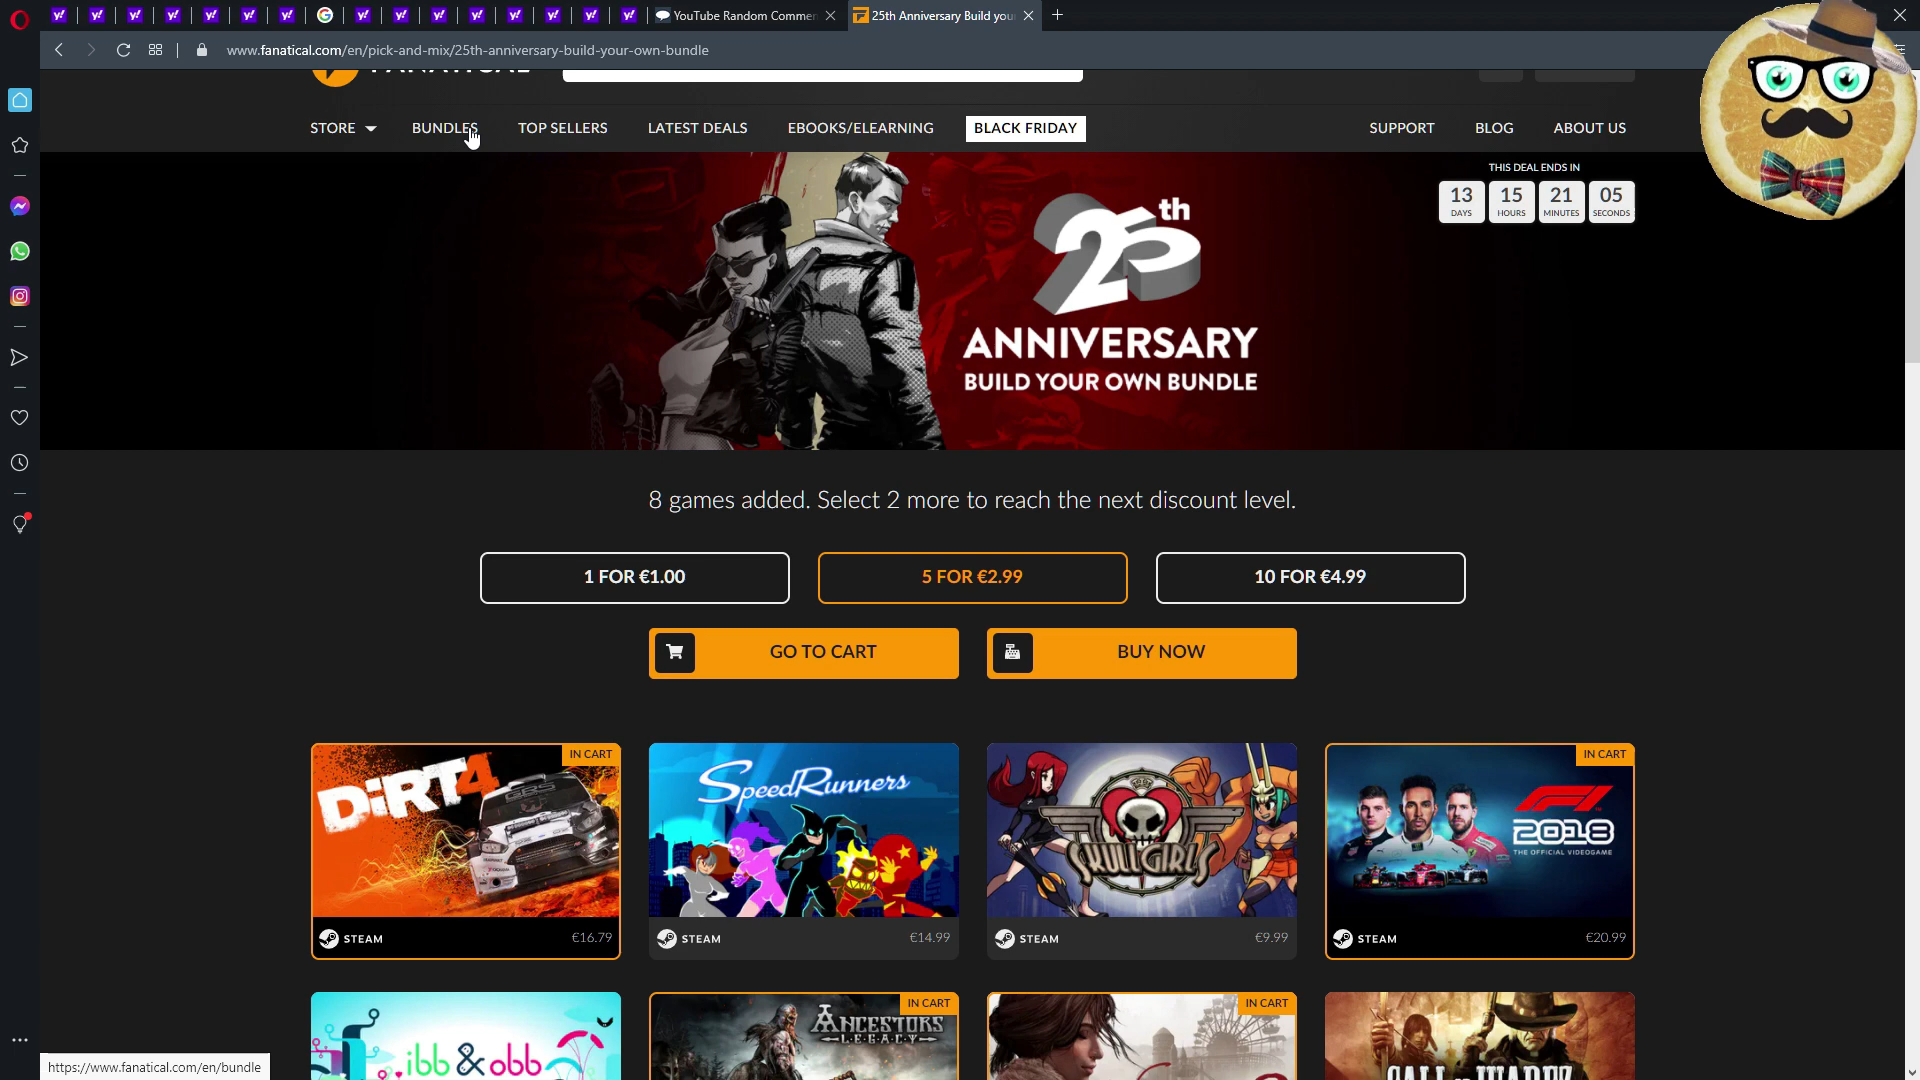 YouTube Random Commen
25th Anniversary Build you
www.fanatical.com/en/pick-and-mix/25th-anniversary-build-your-own-bundle
FANATICAL
STORE BUNDLES TOP SELLERS LATEST DEALS EBOOKS/ELEARNING BLACK FRIDAY SUPPORT BLOG ABOUT US
THIS DEAL ENDS IN
13 15 21 05
DAYS HOURS MINUTES SECONDS
25th
ANNIVERSARY
BUILD YOUR OWN BUNDLE
8 games added. Select 2 more to reach the next discount level.
1 FOR €1.00 5 FOR €2.99 10 FOR €4.99
GO TO CART BUY NOW
IN CART
DiRT4
STEAM €16.79
SpeedRunners
STEAM €14.99
SKULLGIRLS
STEAM €9.99
IN CART
F1
2018
THE OFFICIAL VIDEOGAME
STEAM €20.99
ibb & obb
IN CART
ANCESTORS
LEGACY
IN CART
CALL of JUAREZ
https://www.fanatical.com/en/bundle